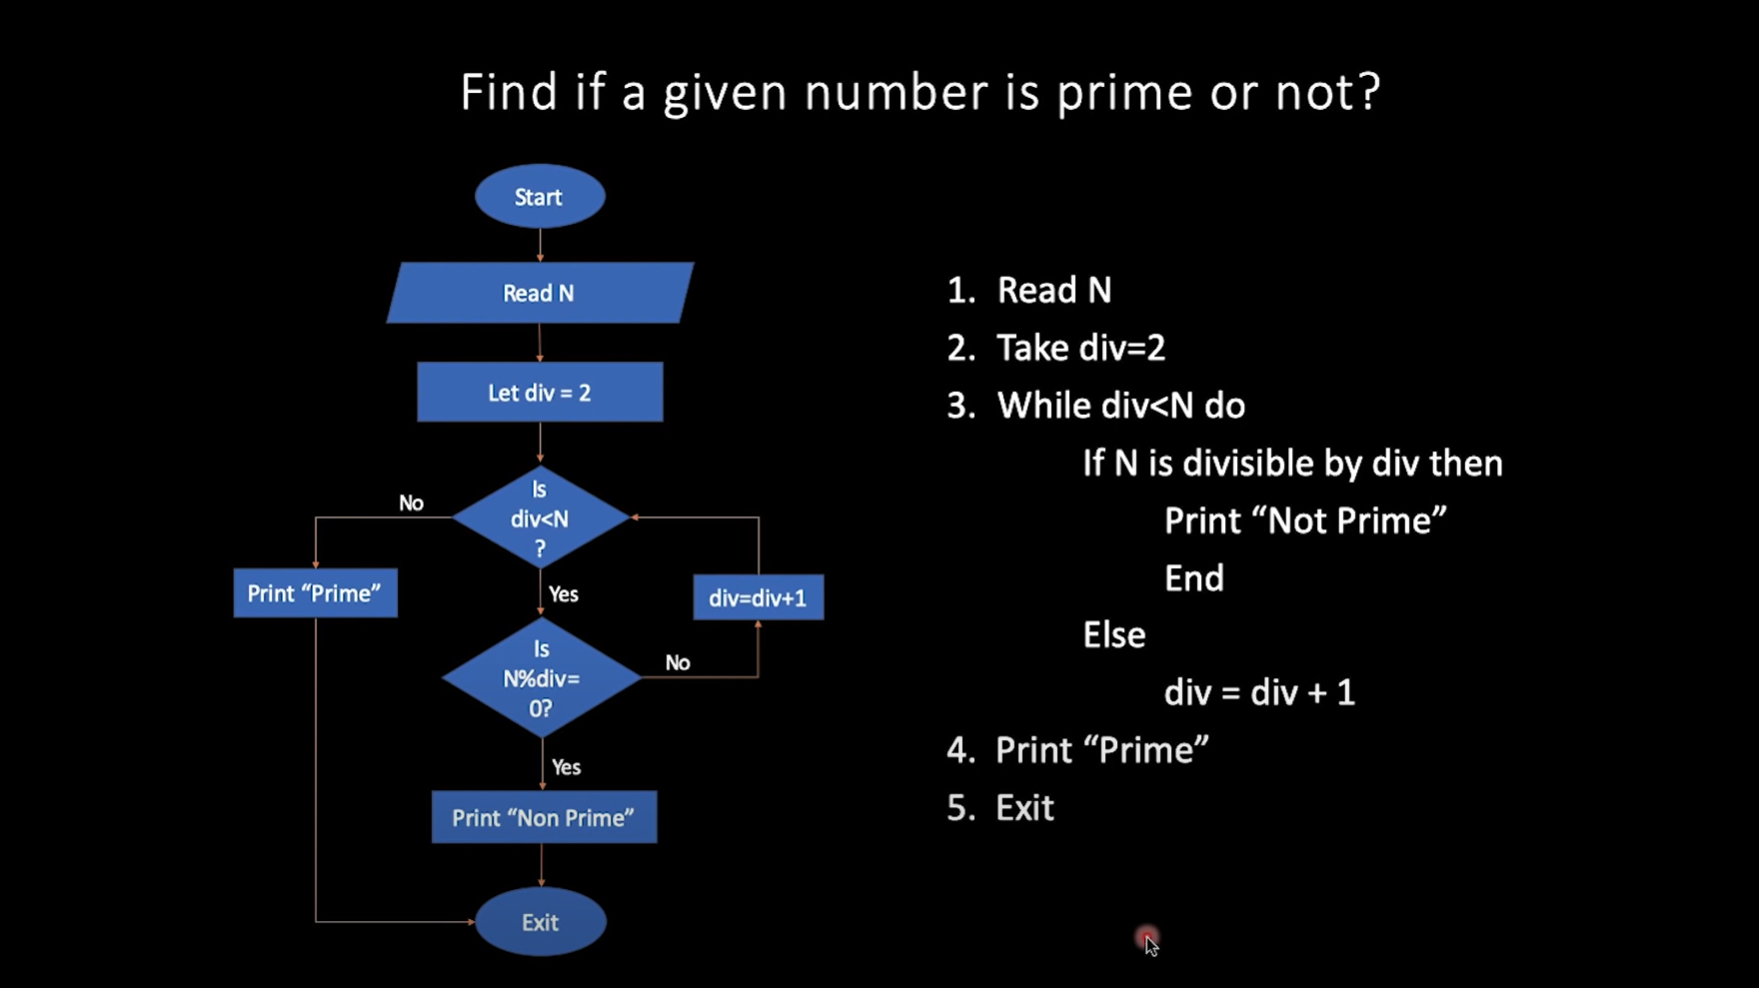 Find if a given number is prime or not?
Start
Read N
Let div = 2
Is
div<N
?
No
Yes
Print “Prime”
div=div+1
Is
N%div=
0?
No
Yes
Print “Non Prime”
Exit
1. Read N
2. Take div=2
3. While div<N do
If N is divisible by div then
Print “Not Prime”
End
Else
div = div + 1
4. Print “Prime”
5. Exit